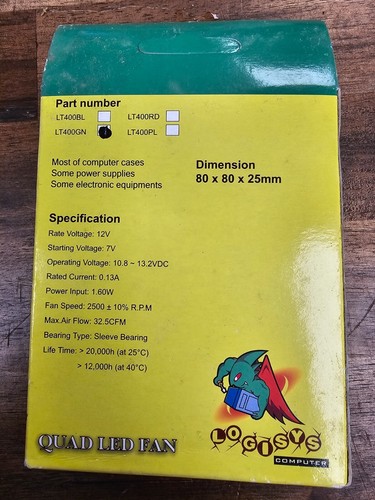 Part number
LT400BL LT400RD
LT400GN LT400PL
Most of computer cases
Some power supplies
Some electronic equipments
Dimension
80 x 80 x 25mm
Specification
Rate Voltage: 12V
Starting Voltage: 7V
Operating Voltage: 10.8 ~ 13.2VDC
Rated Current: 0.13A
Power Input: 1.60W
Fan Speed: 2500 ± 10% R.P.M
Max.Air Flow: 32.5CFM
Bearing Type: Sleeve Bearing
Life Time: > 20,000h (at 25°C)
> 12,000h (at 40°C)
QUAD LED FAN
LOGISYS
COMPUTER